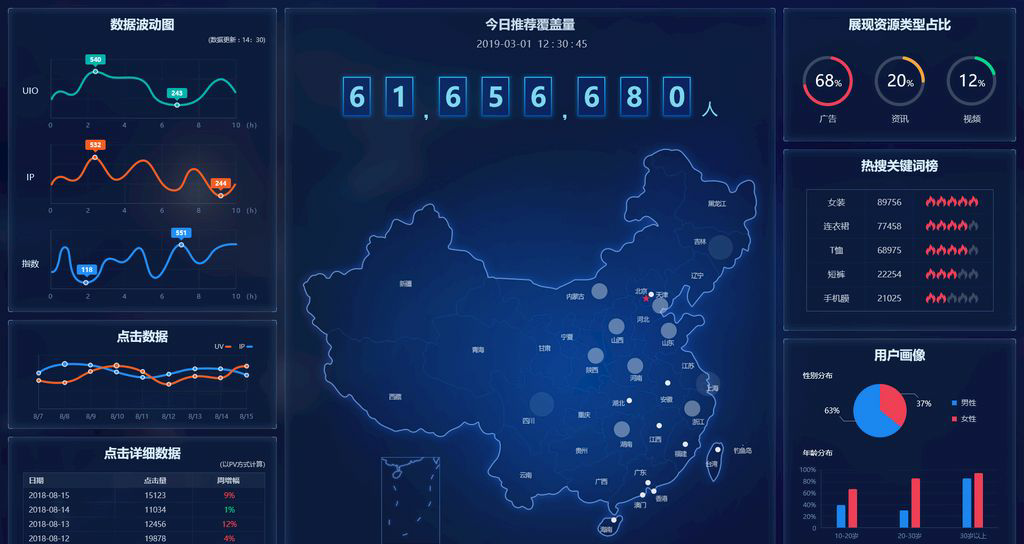 数据波动图
(数据更新：14：30)
UIO
540
243
0 2 4 6 8 10 (h)
IP
532
244
0 2 4 6 8 10 (h)
指数
551
118
0 2 4 6 8 10 (h)
点击数据
UV IP
8/7 8/8 8/9 8/10 8/11 8/12 8/13 8/14 8/15
点击详细数据
(以PV方式计算)
日期 点击量 周增幅
2018-08-15 15123 9%
2018-08-14 11034 1%
2018-08-13 12456 12%
2018-08-12 19878 4%
今日推荐覆盖量
2019-03-01 12:30:45
61,656,680人
黑龙江
吉林
辽宁
新疆
内蒙古
北京
天津
河北
宁夏
山西
山东
青海
甘肃
陕西
河南
江苏
西藏
上海
安徽
湖北
四川
重庆
浙江
江西
湖南
贵州
福建
钓鱼岛
台湾
云南
广西
广东
香港
澳门
海南
展现资源类型占比
68% 20% 12%
广告 资讯 视频
热搜关键词榜
女装 89756
连衣裙 77458
T恤 68975
短裤 22254
手机膜 21025
用户画像
性别分布
63%
37%
男性
女性
年龄分布
100%
80%
60%
40%
20%
0
10-20岁 20-30岁 30岁以上